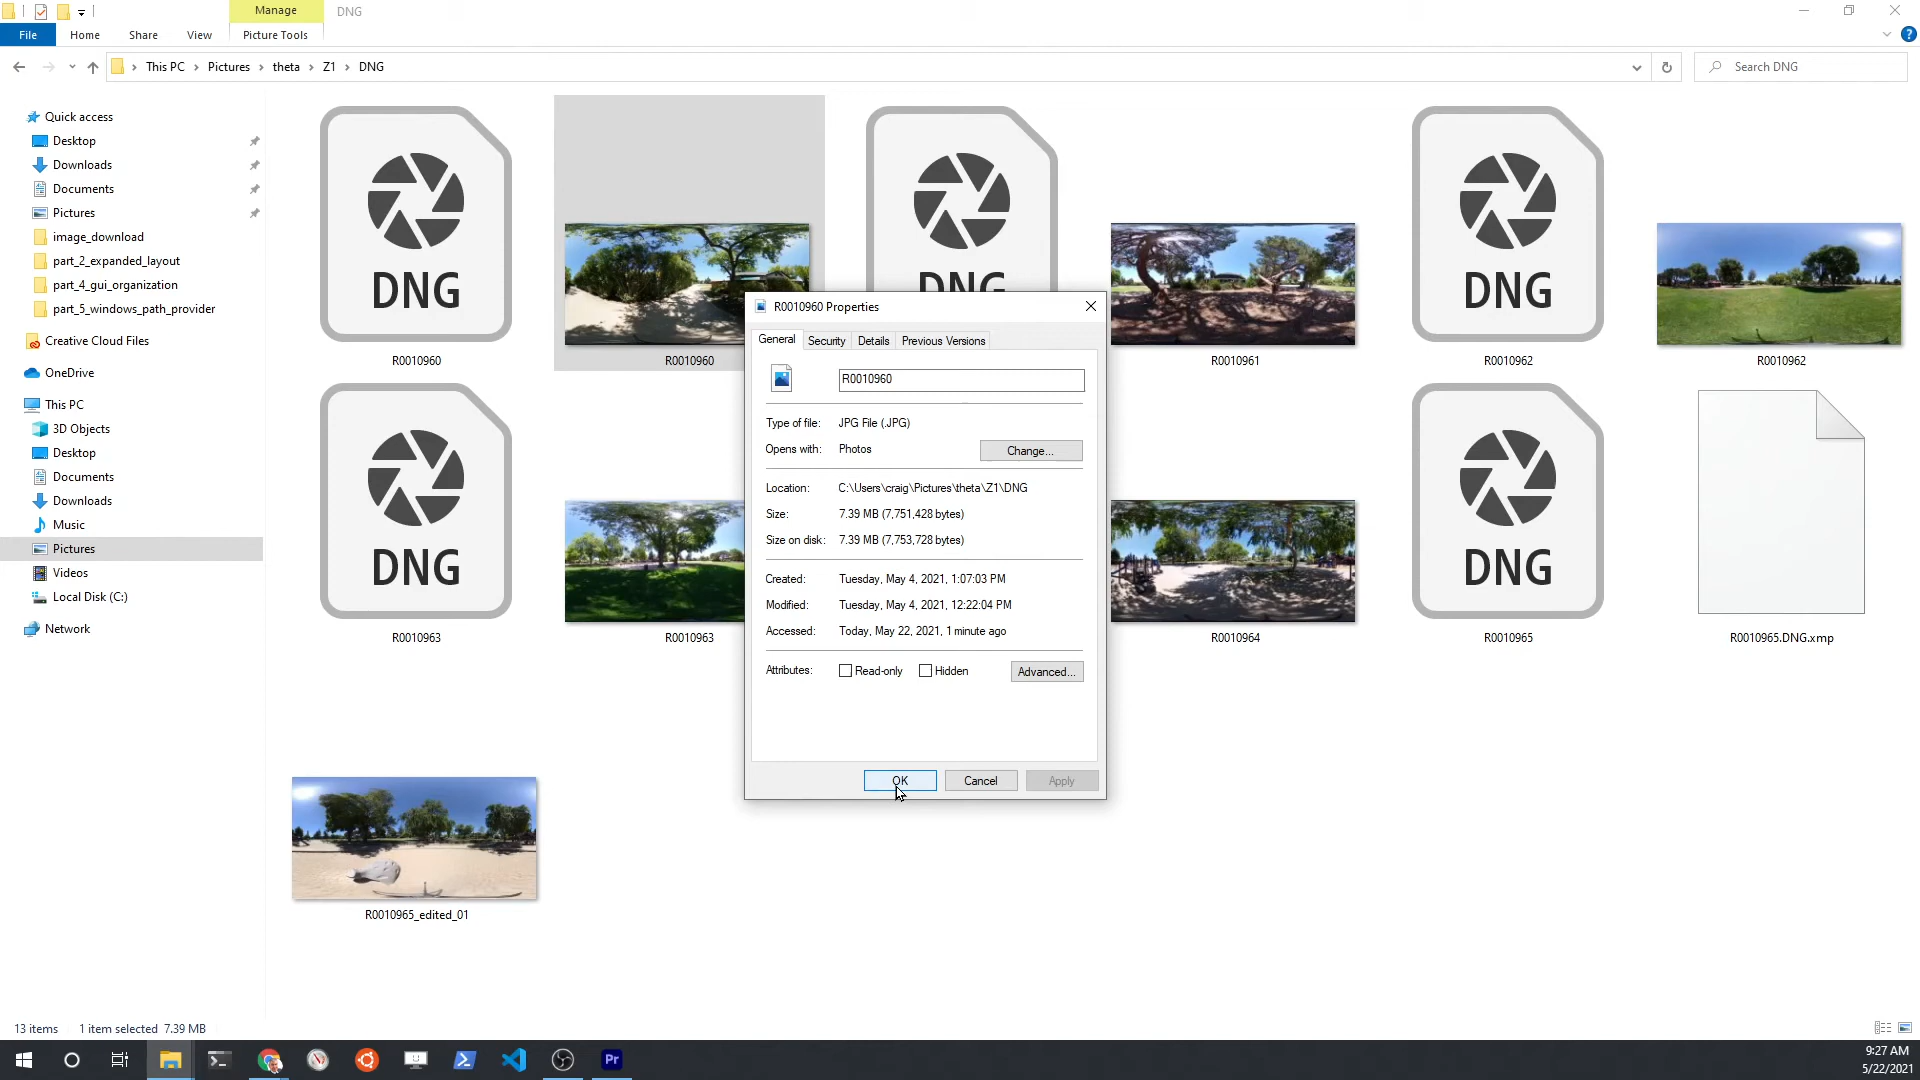 Manage
DNG
File
Home
Share
View
Picture Tools
This PC
Pictures
theta
Z1
DNG
Search DNG
Quick access
Desktop
Downloads
Documents
Pictures
image_download
part_2_expanded_layout
part_4_gui_organization
part_5_windows_path_provider
Creative Cloud Files
OneDrive
This PC
3D Objects
Desktop
Documents
Downloads
Music
Pictures
Videos
Local Disk (C:)
Network
DNG
DNG
DNG
R0010960
R0010960
R0010961
R0010962
R0010962
DNG
DNG
R0010963
R0010963
R0010964
R0010965
R0010965.DNG.xmp
R0010965_edited_01
R0010960 Properties
General
Security
Details
Previous Versions
R0010960
Type of file: JPG File (.JPG)
Opens with: Photos
Change...
Location: C:\Users\craig\Pictures\theta\Z1\DNG
Size: 7.39 MB (7,751,428 bytes)
Size on disk: 7.39 MB (7,753,728 bytes)
Created: Tuesday, May 4, 2021, 1:07:03 PM
Modified: Tuesday, May 4, 2021, 12:22:04 PM
Accessed: Today, May 22, 2021, 1 minute ago
Attributes: Read-only Hidden
Advanced...
OK
Cancel
Apply
13 items
1 item selected 7.39 MB
Pr
9:27 AM
5/22/2021